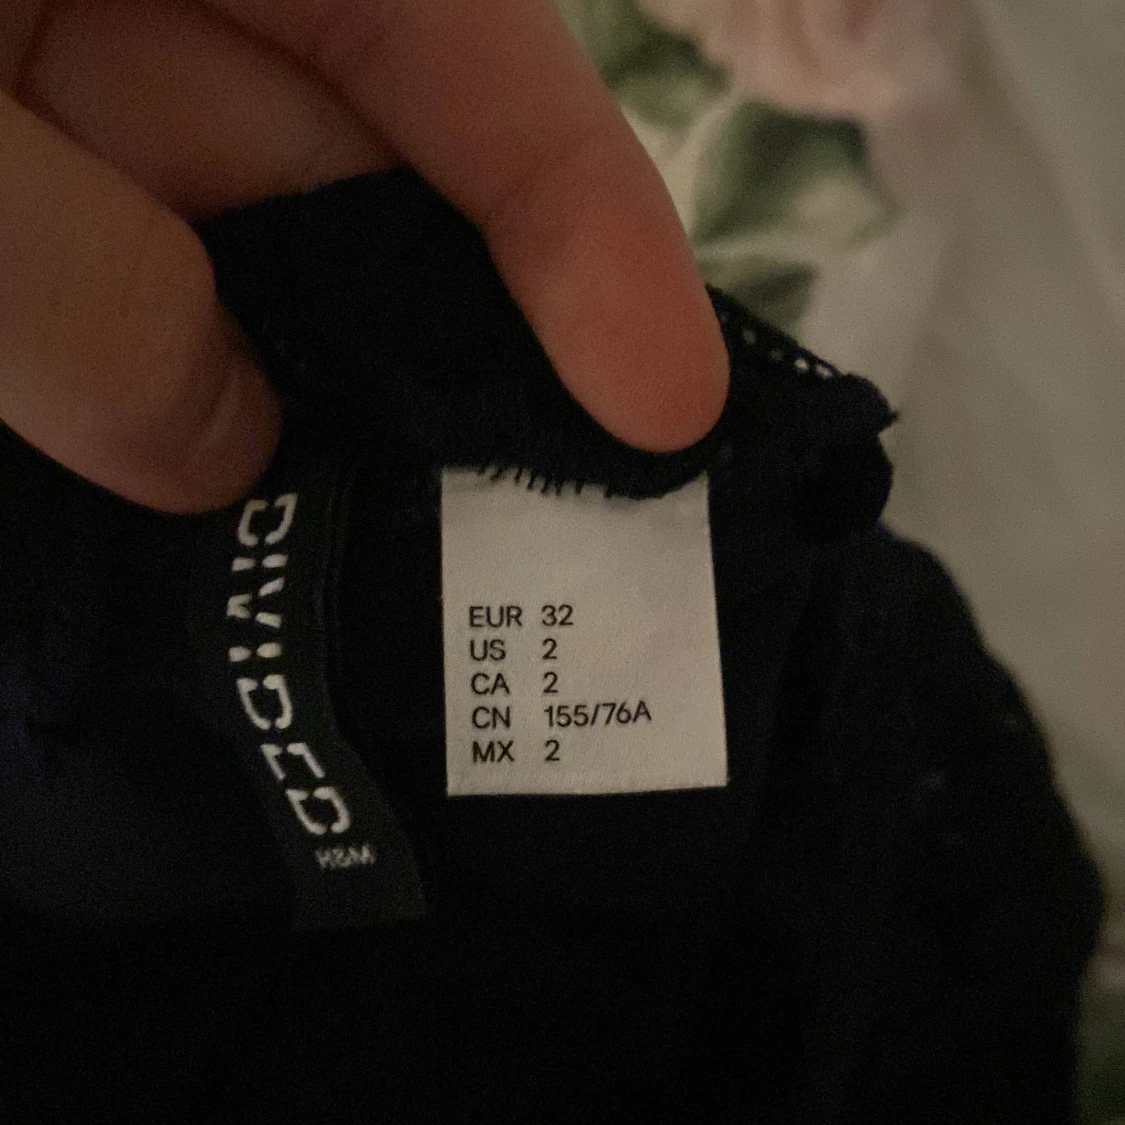 DIVIDED
H&M
EUR 32
US 2
CA 2
CN 155/76A
MX 2